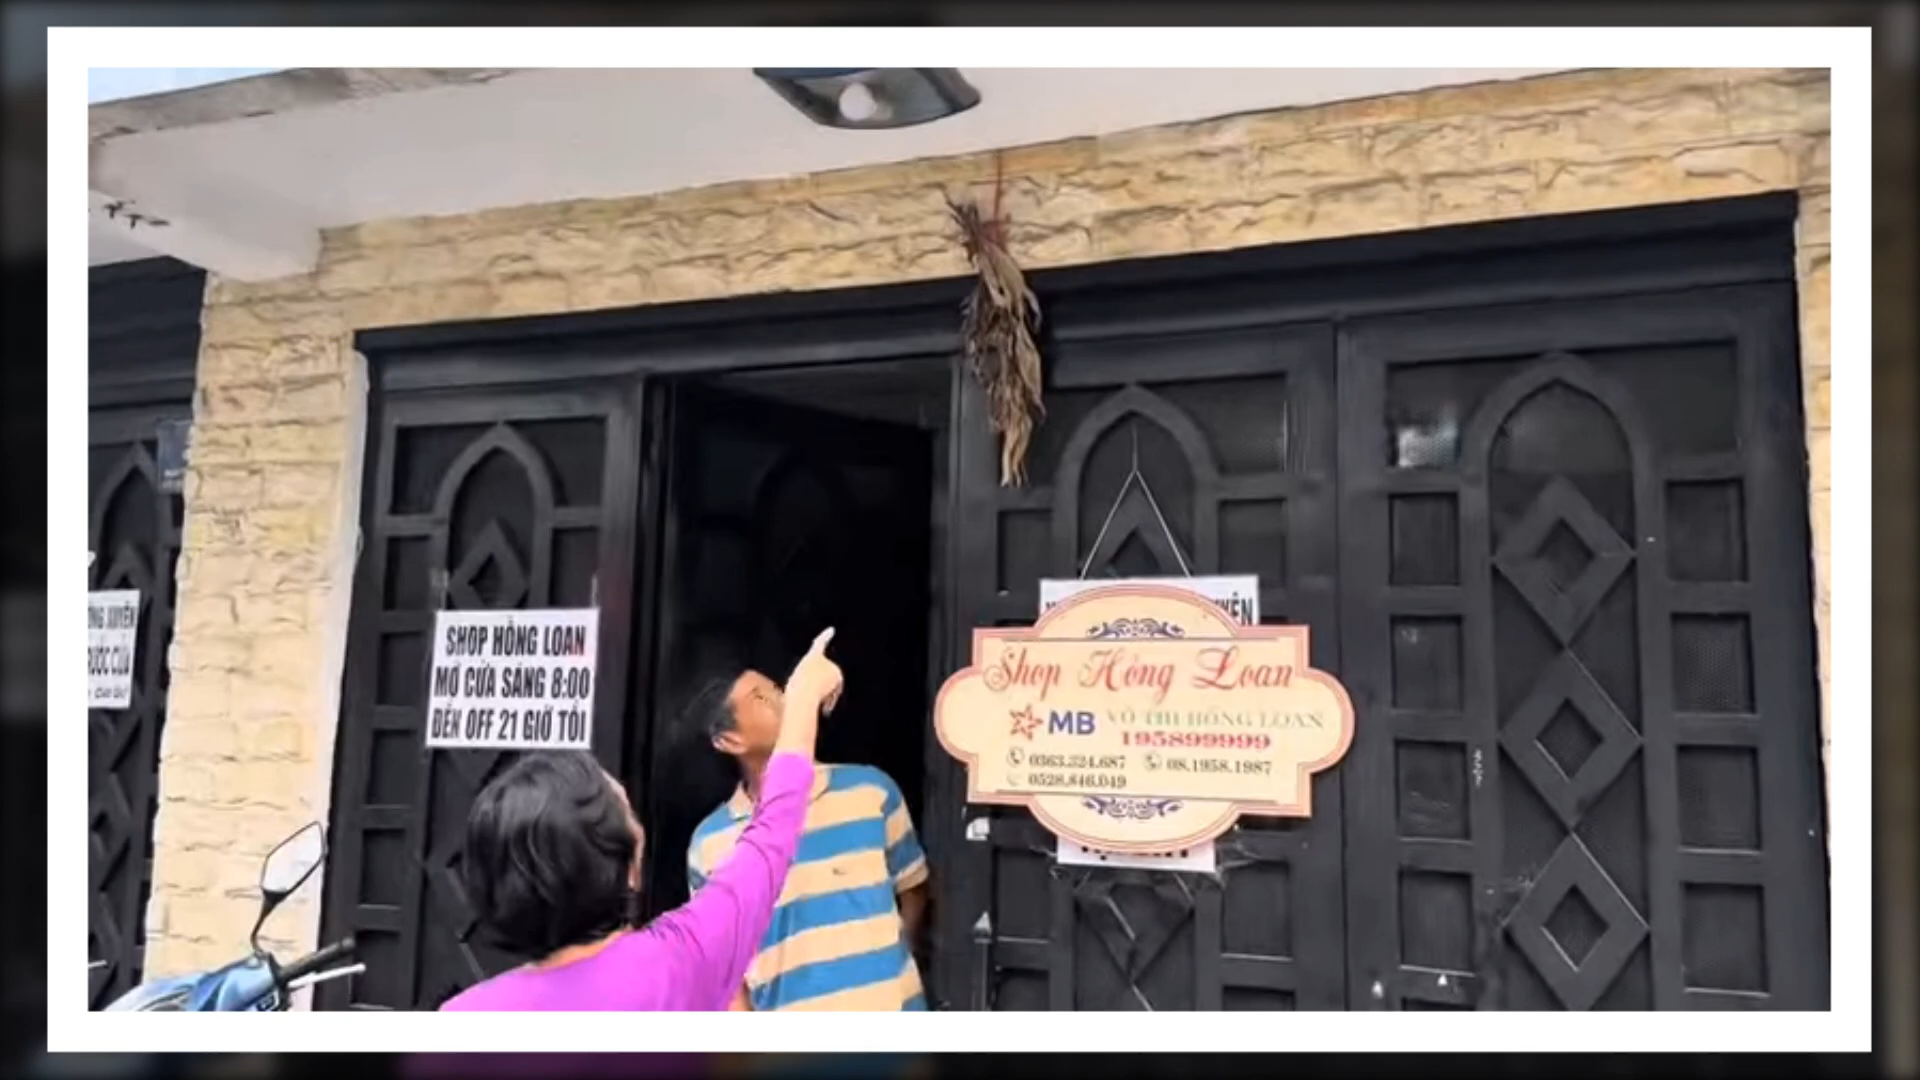 SHOP HỒNG LOAN
MỞ CỬA SÁNG 8:00
ĐẾN OFF 21 GIỜ TỐI
Shop Hồng Loan
MB VÕ THỊ HỒNG LOAN
195899999
0363.324.687 08.1958.1987
0528.846.049